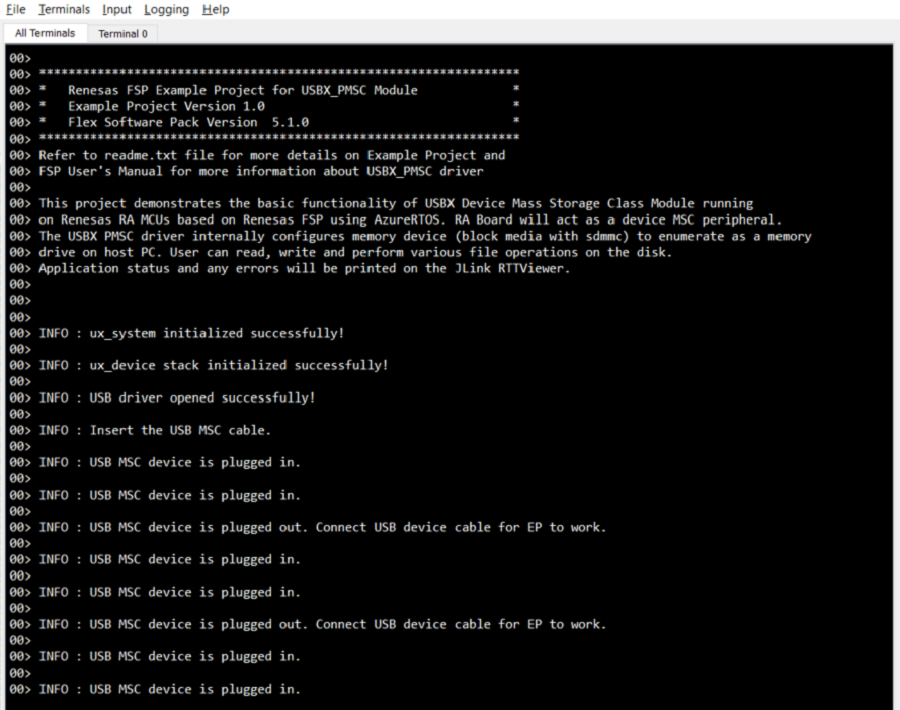 File Terminals Input Logging Help
All Terminals Terminal 0
00>
00> *****************************************************************
00> *   Renesas FSP Example Project for USBX_PMSC Module             *
00> *   Example Project Version 1.0                                  *
00> *   Flex Software Pack Version  5.1.0                            *
00> *****************************************************************
00> Refer to readme.txt file for more details on Example Project and
00> FSP User's Manual for more information about USBX_PMSC driver
00>
00> This project demonstrates the basic functionality of USBX Device Mass Storage Class Module running
00> on Renesas RA MCUs based on Renesas FSP using AzureRTOS. RA Board will act as a device MSC peripheral.
00> The USBX PMSC driver internally configures memory device (block media with sdmmc) to enumerate as a memory
00> drive on host PC. User can read, write and perform various file operations on the disk.
00> Application status and any errors will be printed on the JLink RTTViewer.
00>
00>
00>
00> INFO : ux_system initialized successfully!
00>
00> INFO : ux_device stack initialized successfully!
00>
00> INFO : USB driver opened successfully!
00>
00> INFO : Insert the USB MSC cable.
00>
00> INFO : USB MSC device is plugged in.
00>
00> INFO : USB MSC device is plugged in.
00>
00> INFO : USB MSC device is plugged out. Connect USB device cable for EP to work.
00>
00> INFO : USB MSC device is plugged in.
00>
00> INFO : USB MSC device is plugged in.
00>
00> INFO : USB MSC device is plugged out. Connect USB device cable for EP to work.
00>
00> INFO : USB MSC device is plugged in.
00>
00> INFO : USB MSC device is plugged in.